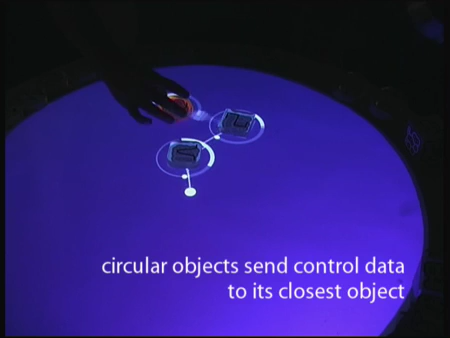 circular objects send control data
to its closest object